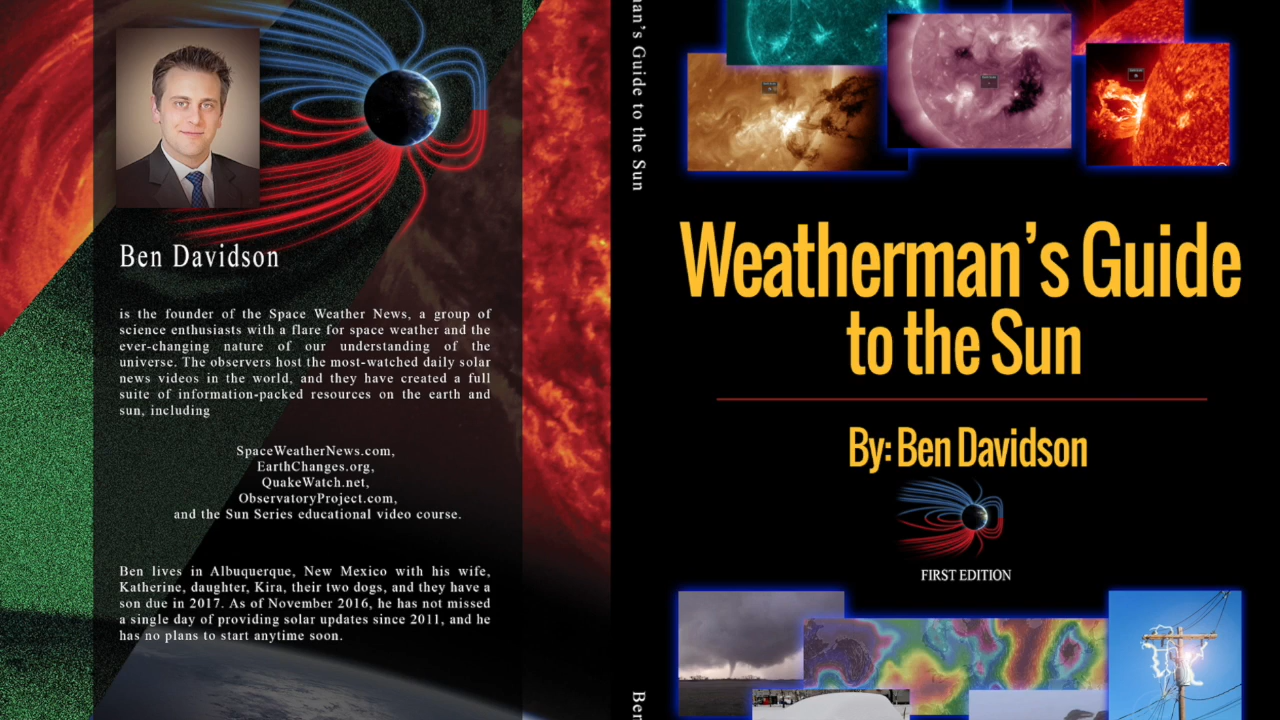 Ben Davidson
is the founder of the Space Weather News, a group of
science enthusiasts with a flare for space weather and the
ever-changing nature of our understanding of the
universe. The observers host the most-watched daily solar
news videos in the world, and they have created a full
suite of information-packed resources on the earth and
sun, including
SpaceWeatherNews.com,
EarthChanges.org,
QuakeWatch.net,
ObservatoryProject.com,
and the Sun Series educational video course.
Ben lives in Albuquerque, New Mexico with his wife,
Katherine, daughter, Kira, their two dogs, and they have a
son due in 2017. As of November 2016, he has not missed
a single day of providing solar updates since 2011, and he
has no plans to start anytime soon.
man's Guide to the Sun
Ben
Weatherman's Guide
to the Sun
By: Ben Davidson
FIRST EDITION